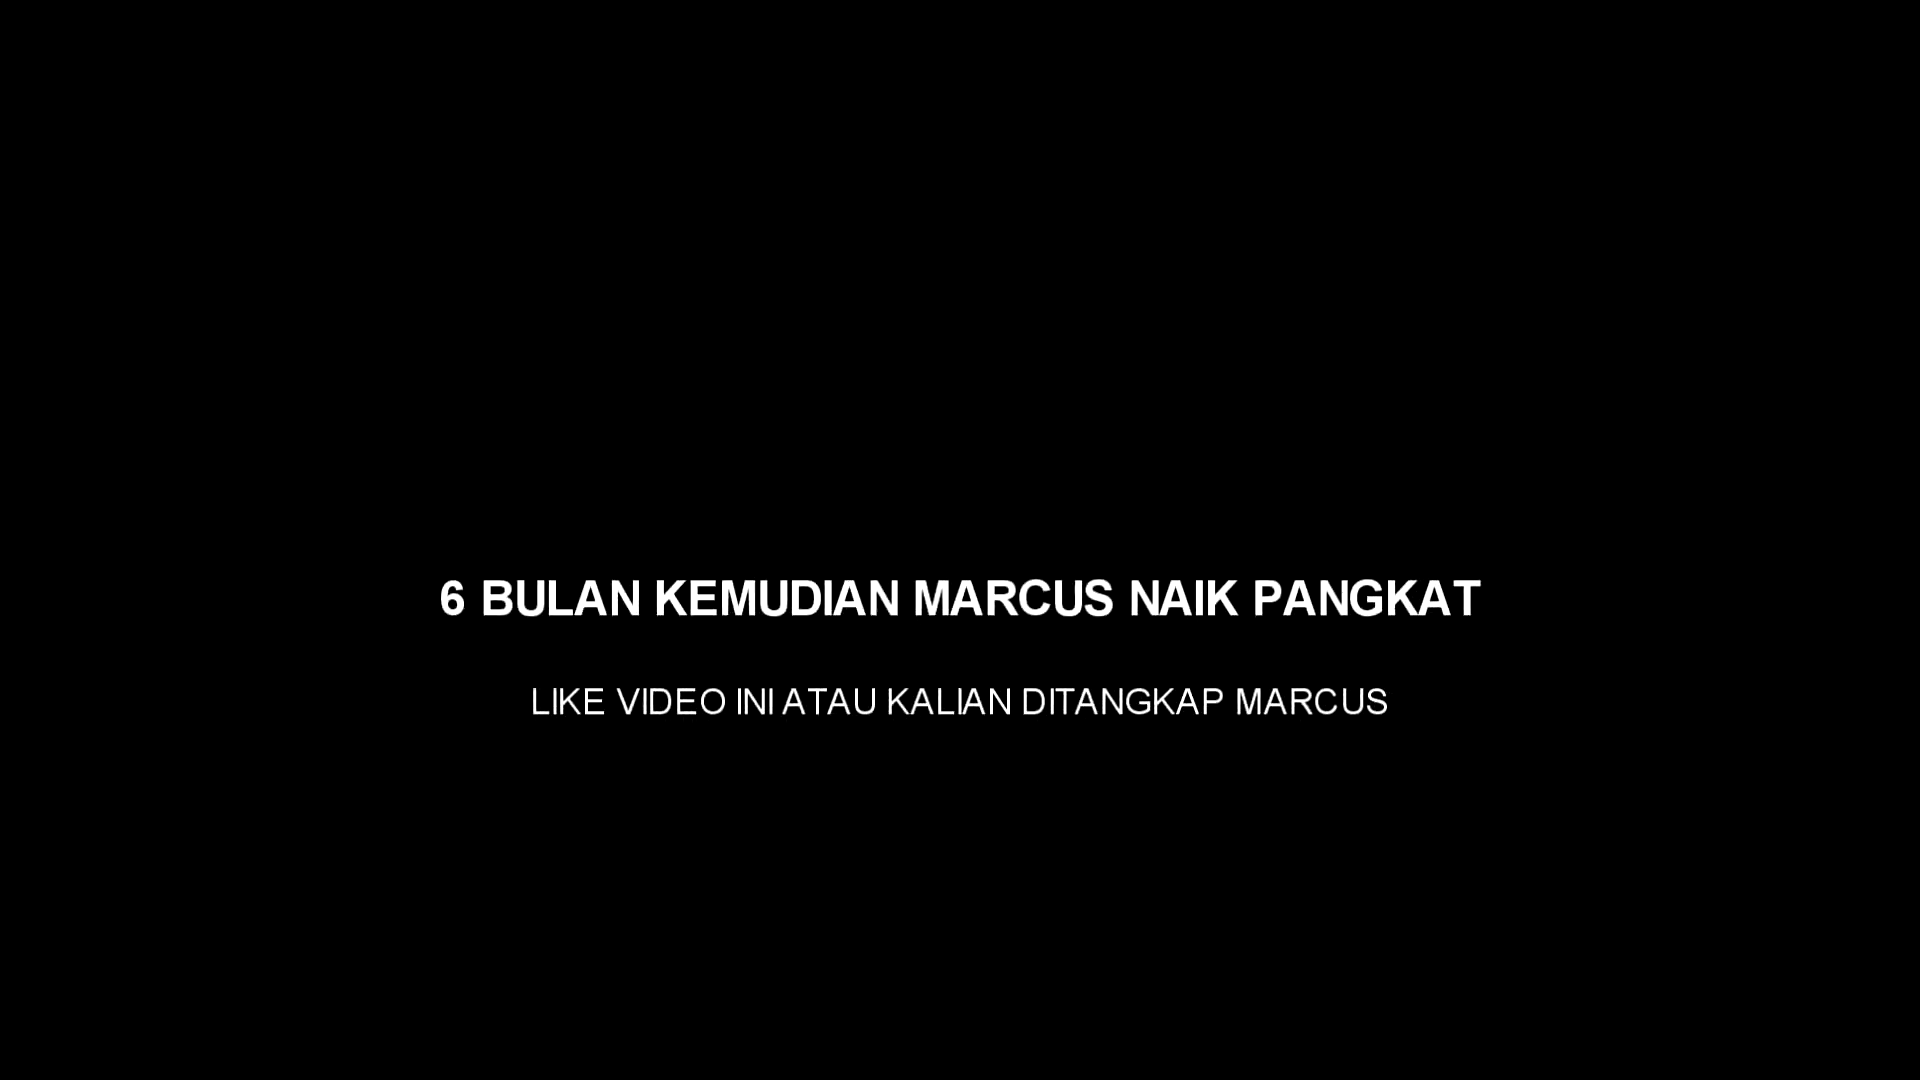 6 BULAN KEMUDIAN MARCUS NAIK PANGKAT
LIKE VIDEO INI ATAU KALIAN DITANGKAP MARCUS